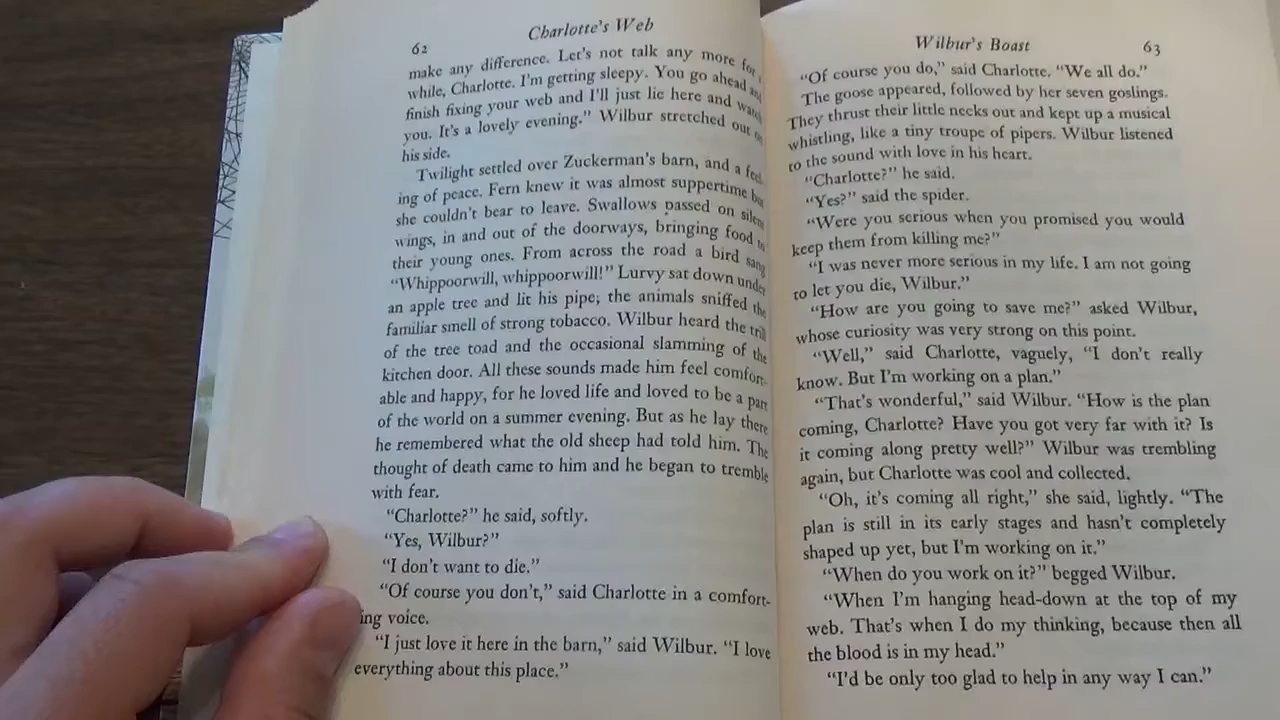 62
Charlotte's Web
make any difference. Let's not talk any more for a
while, Charlotte. I'm getting sleepy. You go ahead and
finish fixing your web and I'll just lie here and watch
you. It's a lovely evening." Wilbur stretched out on
his side.
Twilight settled over Zuckerman's barn, and a feel-
ing of peace. Fern knew it was almost suppertime but
she couldn't bear to leave. Swallows passed on silent
wings, in and out of the doorways, bringing food to
their young ones. From across the road a bird sang
"Whippoorwill, whippoorwill!" Lurvy sat down under
an apple tree and lit his pipe; the animals sniffed the
familiar smell of strong tobacco. Wilbur heard the trill
of the tree toad and the occasional slamming of the
kitchen door. All these sounds made him feel comfort-
able and happy, for he loved life and loved to be a part
of the world on a summer evening. But as he lay there
he remembered what the old sheep had told him. The
thought of death came to him and he began to tremble
with fear.
"Charlotte?" he said, softly.
"Yes, Wilbur?"
"I don't want to die."
"Of course you don't," said Charlotte in a comfort-
ing voice.
"I just love it here in the barn," said Wilbur. "I love
everything about this place."
Wilbur's Boast
63
"Of course you do," said Charlotte. "We all do."
The goose appeared, followed by her seven goslings.
They thrust their little necks out and kept up a musical
whistling, like a tiny troupe of pipers. Wilbur listened
to the sound with love in his heart.
"Charlotte?" he said.
"Yes?" said the spider.
"Were you serious when you promised you would
keep them from killing me?"
"I was never more serious in my life. I am not going
to let you die, Wilbur."
"How are you going to save me?" asked Wilbur,
whose curiosity was very strong on this point.
"Well," said Charlotte, vaguely, "I don't really
know. But I'm working on a plan."
"That's wonderful," said Wilbur. "How is the plan
coming, Charlotte? Have you got very far with it? Is
it coming along pretty well?" Wilbur was trembling
again, but Charlotte was cool and collected.
"Oh, it's coming all right," she said, lightly. "The
plan is still in its early stages and hasn't completely
shaped up yet, but I'm working on it."
"When do you work on it?" begged Wilbur.
"When I'm hanging head-down at the top of my
web. That's when I do my thinking, because then all
the blood is in my head."
"I'd be only too glad to help in any way I can."